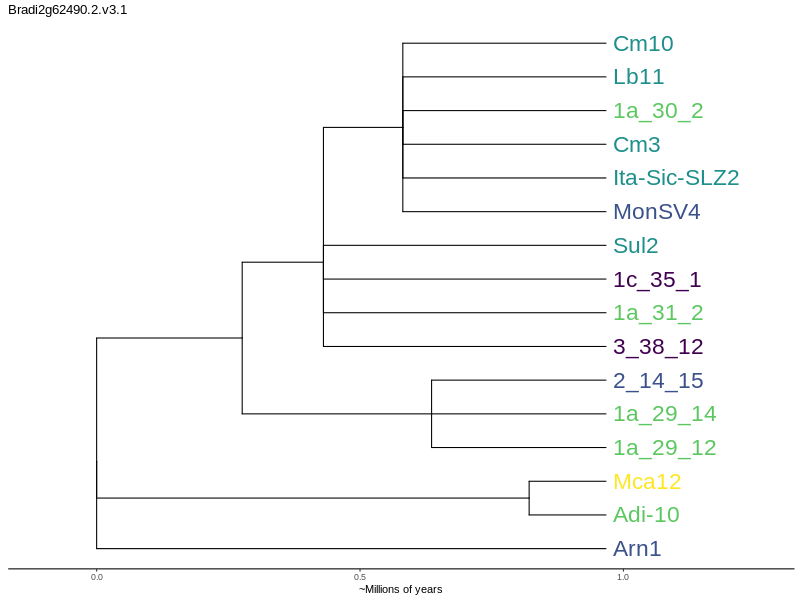 Bradi2g62490.2.v3.1
Cm10
Lb11
1a_30_2
Cm3
Ita-Sic-SLZ2
MonSV4
Sul2
1c_35_1
1a_31_2
3_38_12
2_14_15
1a_29_14
1a_29_12
Mca12
Adi-10
Arn1
0.0 0.5 1.0
~Millions of years